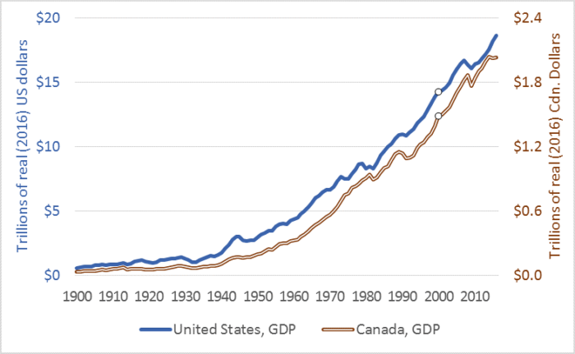 $20
$15
$10
$5
$0
Trillions of real (2016) US dollars
$2.4
$1.8
$1.2
$0.6
$0.0
Trillions of real (2016) Cdn. Dollars
1900 1910 1920 1930 1940 1950 1960 1970 1980 1990 2000 2010
United States, GDP Canada, GDP